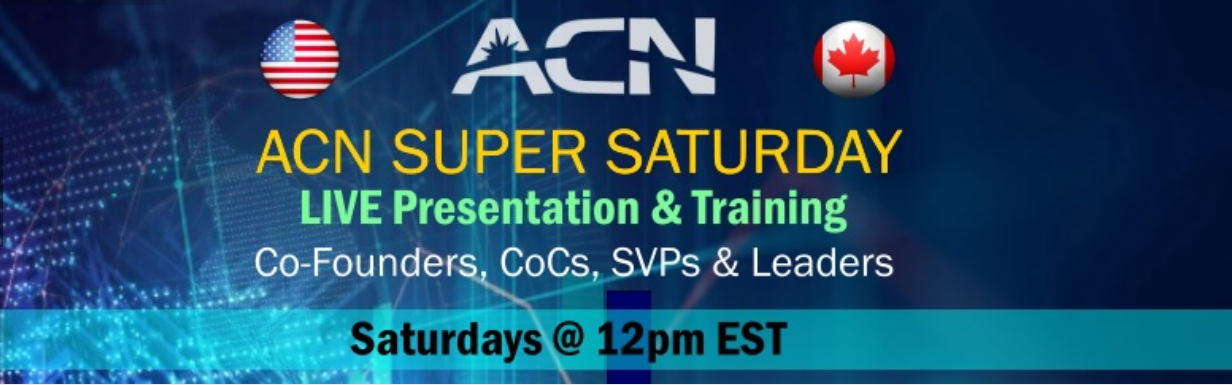 ACN
ACN SUPER SATURDAY
LIVE Presentation & Training
Co-Founders, CoCs, SVPs & Leaders
Saturdays @ 12pm EST